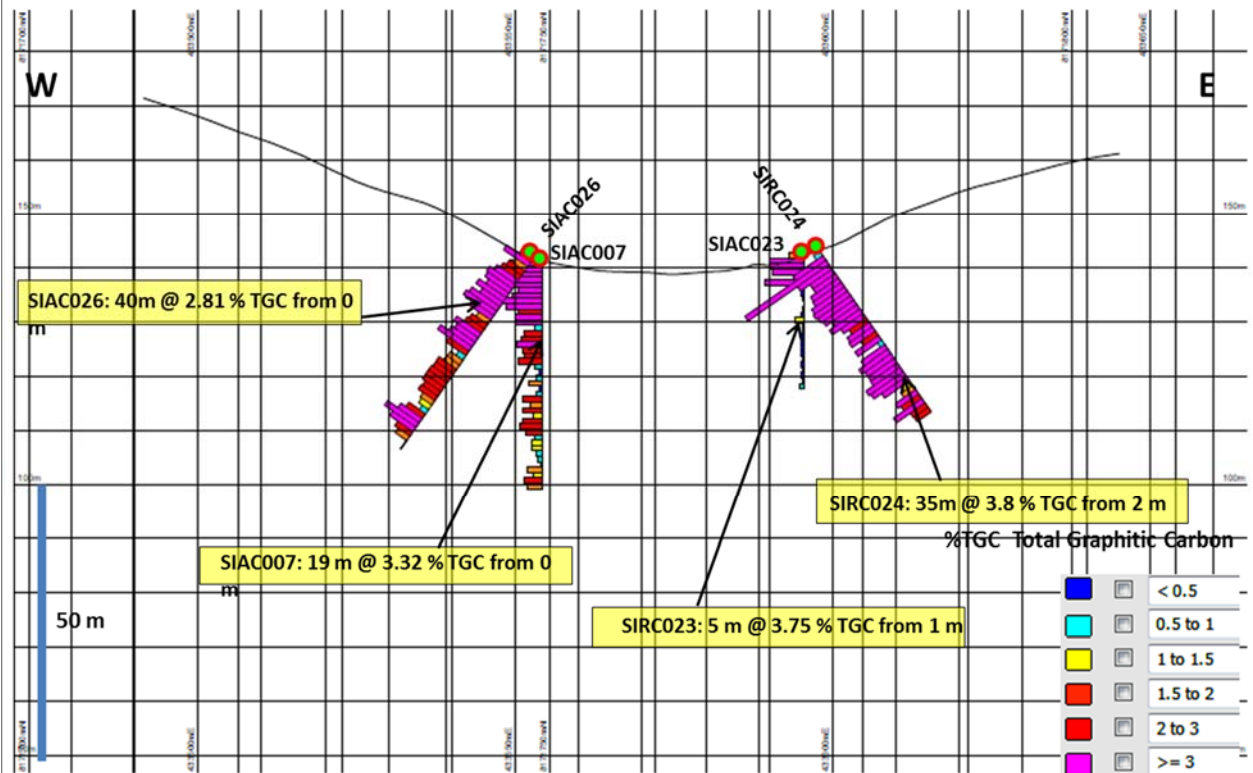 W
E
SIAC026
SIRC024
SIAC007
SIAC023
150m
150m
SIAC026: 40m @ 2.81 % TGC from 0
m
100m
100m
SIRC024: 35m @ 3.8 % TGC from 2 m
%TGC Total Graphitic Carbon
SIAC007: 19 m @ 3.32 % TGC from 0
m
SIRC023: 5 m @ 3.75 % TGC from 1 m
50 m
< 0.5
0.5 to 1
1 to 1.5
1.5 to 2
2 to 3
>= 3